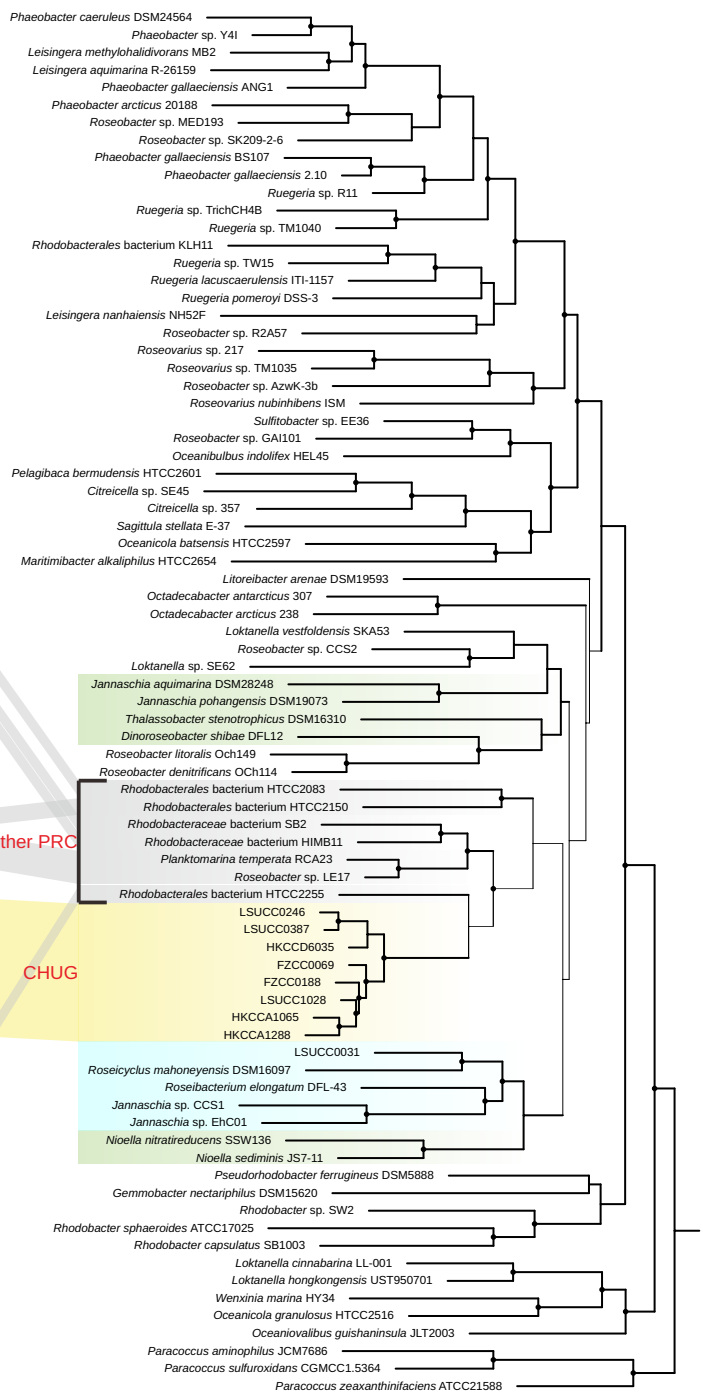 Phaeobacter caeruleus DSM24564
Phaeobacter sp. Y4I
Leisingera methylohalidivorans MB2
Leisingera aquimarina R-26159
Phaeobacter gallaeciensis ANG1
Phaeobacter arcticus 20188
Roseobacter sp. MED193
Roseobacter sp. SK209-2-6
Phaeobacter gallaeciensis BS107
Phaeobacter gallaeciensis 2.10
Ruegeria sp. R11
Ruegeria sp. TrichCH4B
Ruegeria sp. TM1040
Rhodobacterales bacterium KLH11
Ruegeria sp. TW15
Ruegeria lacuscaerulensis ITI-1157
Ruegeria pomeroyi DSS-3
Leisingera nanhaiensis NH52F
Roseobacter sp. R2A57
Roseovarius sp. 217
Roseovarius sp. TM1035
Roseobacter sp. AzwK-3b
Roseovarius nubinhibens ISM
Sulfitobacter sp. EE36
Roseobacter sp. GAI101
Oceanibulbus indolifex HEL45
Pelagibaca bermudensis HTCC2601
Citreicella sp. SE45
Citreicella sp. 357
Sagittula stellata E-37
Oceanicola batsensis HTCC2597
Maritimibacter alkaliphilus HTCC2654
Litoreibacter arenae DSM19593
Octadecabacter antarcticus 307
Octadecabacter arcticus 238
Loktanella vestfoldensis SKA53
Roseobacter sp. CCS2
Loktanella sp. SE62
Jannaschia aquimarina DSM28248
Jannaschia pohangensis DSM19073
Thalassobacter stenotrophicus DSM16310
Dinoroseobacter shibae DFL12
Roseobacter litoralis Och149
Roseobacter denitrificans OCh114
Rhodobacterales bacterium HTCC2083
Rhodobacterales bacterium HTCC2150
Rhodobacteraceae bacterium SB2
ther PRC
Rhodobacteraceae bacterium HIMB11
Planktomarina temperata RCA23
Roseobacter sp. LE17
Rhodobacterales bacterium HTCC2255
LSUCC0246
LSUCC0387
HKCCD6035
FZCC0069
CHUG
FZCC0188
LSUCC1028
HKCCA1065
HKCCA1288
LSUCC0031
Roseicyclus mahoneyensis DSM16097
Roseibacterium elongatum DFL-43
Jannaschia sp. CCS1
Jannaschia sp. EhC01
Nioella nitratireducens SSW136
Nioella sediminis JS7-11
Pseudorhodobacter ferrugineus DSM5888
Gemmobacter nectariphilus DSM15620
Rhodobacter sp. SW2
Rhodobacter sphaeroides ATCC17025
Rhodobacter capsulatus SB1003
Loktanella cinnabarina LL-001
Loktanella hongkongensis UST950701
Wenxinia marina HY34
Oceanicola granulosus HTCC2516
Oceaniovalibus guishaninsula JLT2003
Paracoccus aminophilus JCM7686
Paracoccus sulfuroxidans CGMCC1.5364
Paracoccus zeaxanthinifaciens ATCC21588